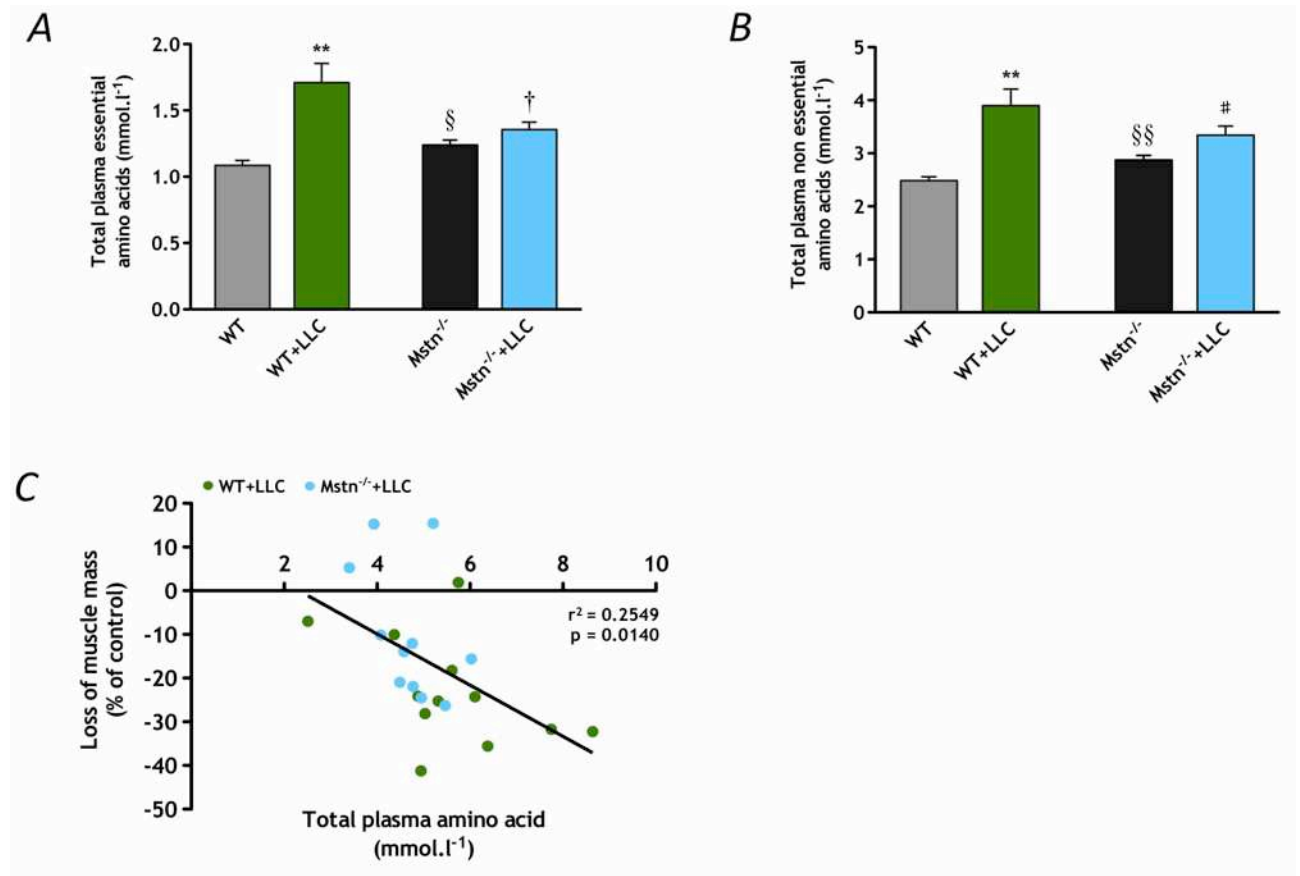 A
Total plasma essential
amino acids (mmol.l⁻¹)
2.0
1.5
1.0
0.5
0.0
**
§
†
WT
WT+LLC
Mstn⁻/⁻
Mstn⁻/⁻+LLC
B
Total plasma non essential
amino acids (mmol.l⁻¹)
5
4
3
2
1
0
**
§§
#
WT
WT+LLC
Mstn⁻/⁻
Mstn⁻/⁻+LLC
C
WT+LLC Mstn⁻/⁻+LLC
Loss of muscle mass
(% of control)
20
10
0
-10
-20
-30
-40
-50
2 4 6 8 10
r² = 0.2549
p = 0.0140
Total plasma amino acid
(mmol.l⁻¹)